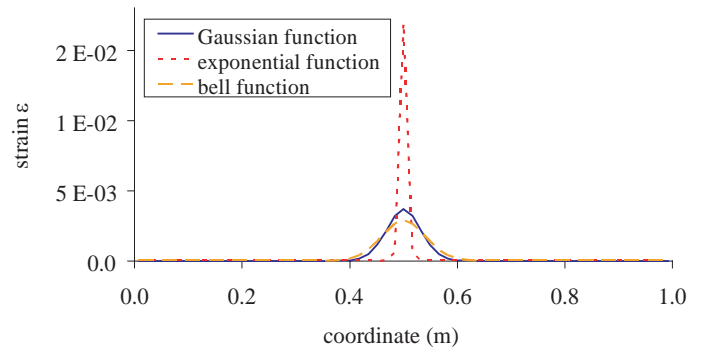 Gaussian function
exponential function
bell function
2 E-02
1 E-02
5 E-03
0.0
strain ε
0.0 0.2 0.4 0.6 0.8 1.0
coordinate (m)